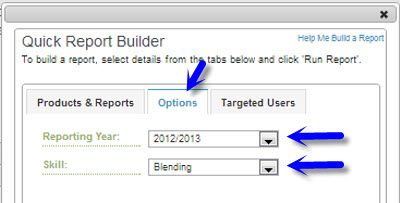 Quick Report Builder
Help Me Build a Report
To build a report, select details from the tabs below and click 'Run Report'.
Products & Reports Options Targeted Users
Reporting Year: 2012/2013
Skill: Blending